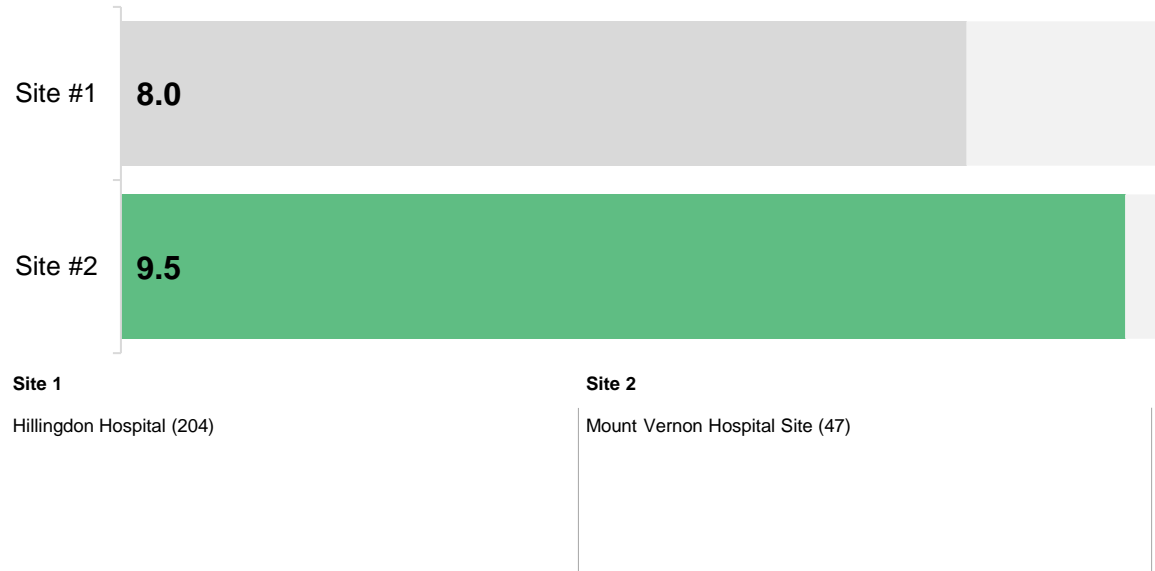 Site #1
8.0
Site #2
9.5
Site 1
Site 2
Hillingdon Hospital (204)
Mount Vernon Hospital Site (47)